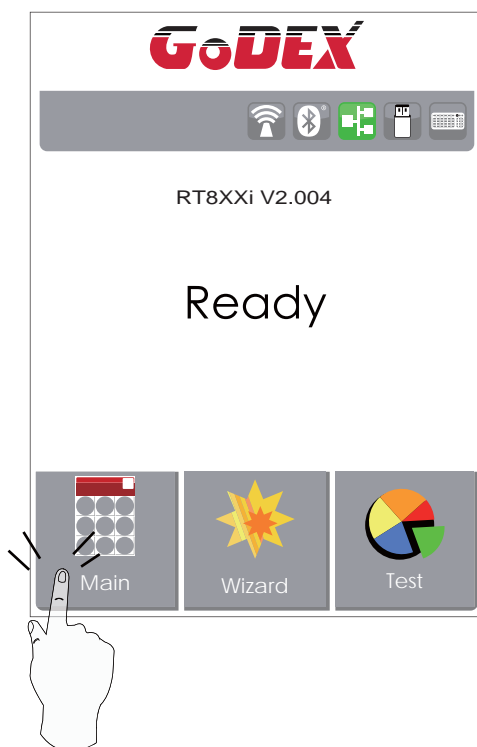 GoDEX
RT8XXi V2.004
Ready
Main
Wizard
Test